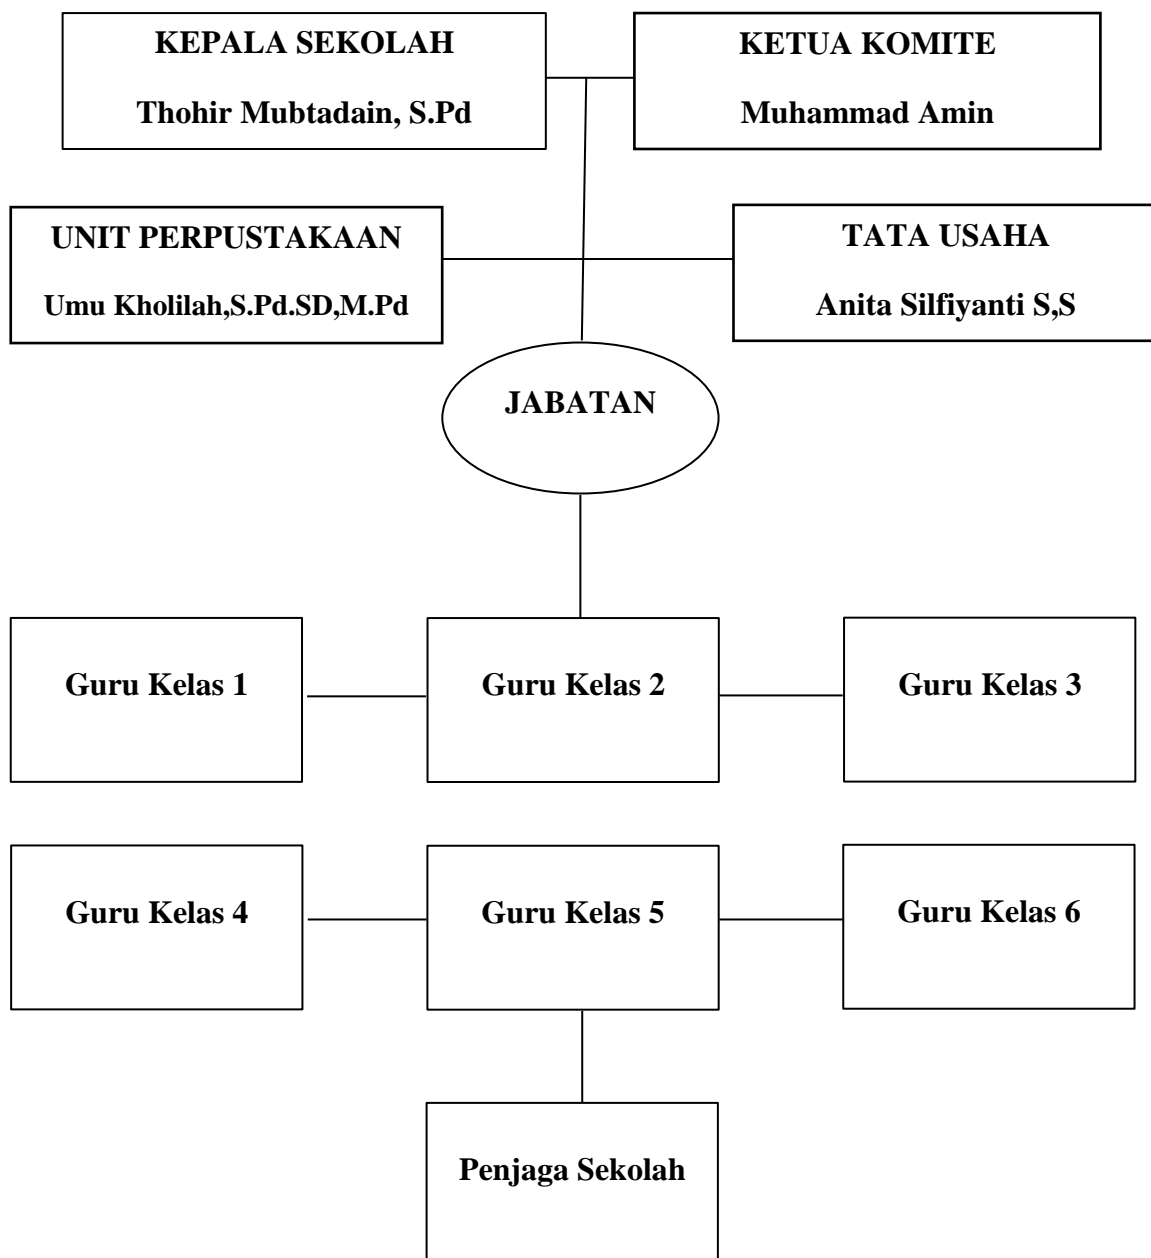 KEPALA SEKOLAH
Thohir Mubtadain, S.Pd
KETUA KOMITE
Muhammad Amin
UNIT PERPUSTAKAAN
Umu Kholilah,S.Pd.SD,M.Pd
TATA USAHA
Anita Silfiyanti S,S
JABATAN
Guru Kelas 1
Guru Kelas 2
Guru Kelas 3
Guru Kelas 4
Guru Kelas 5
Guru Kelas 6
Penjaga Sekolah